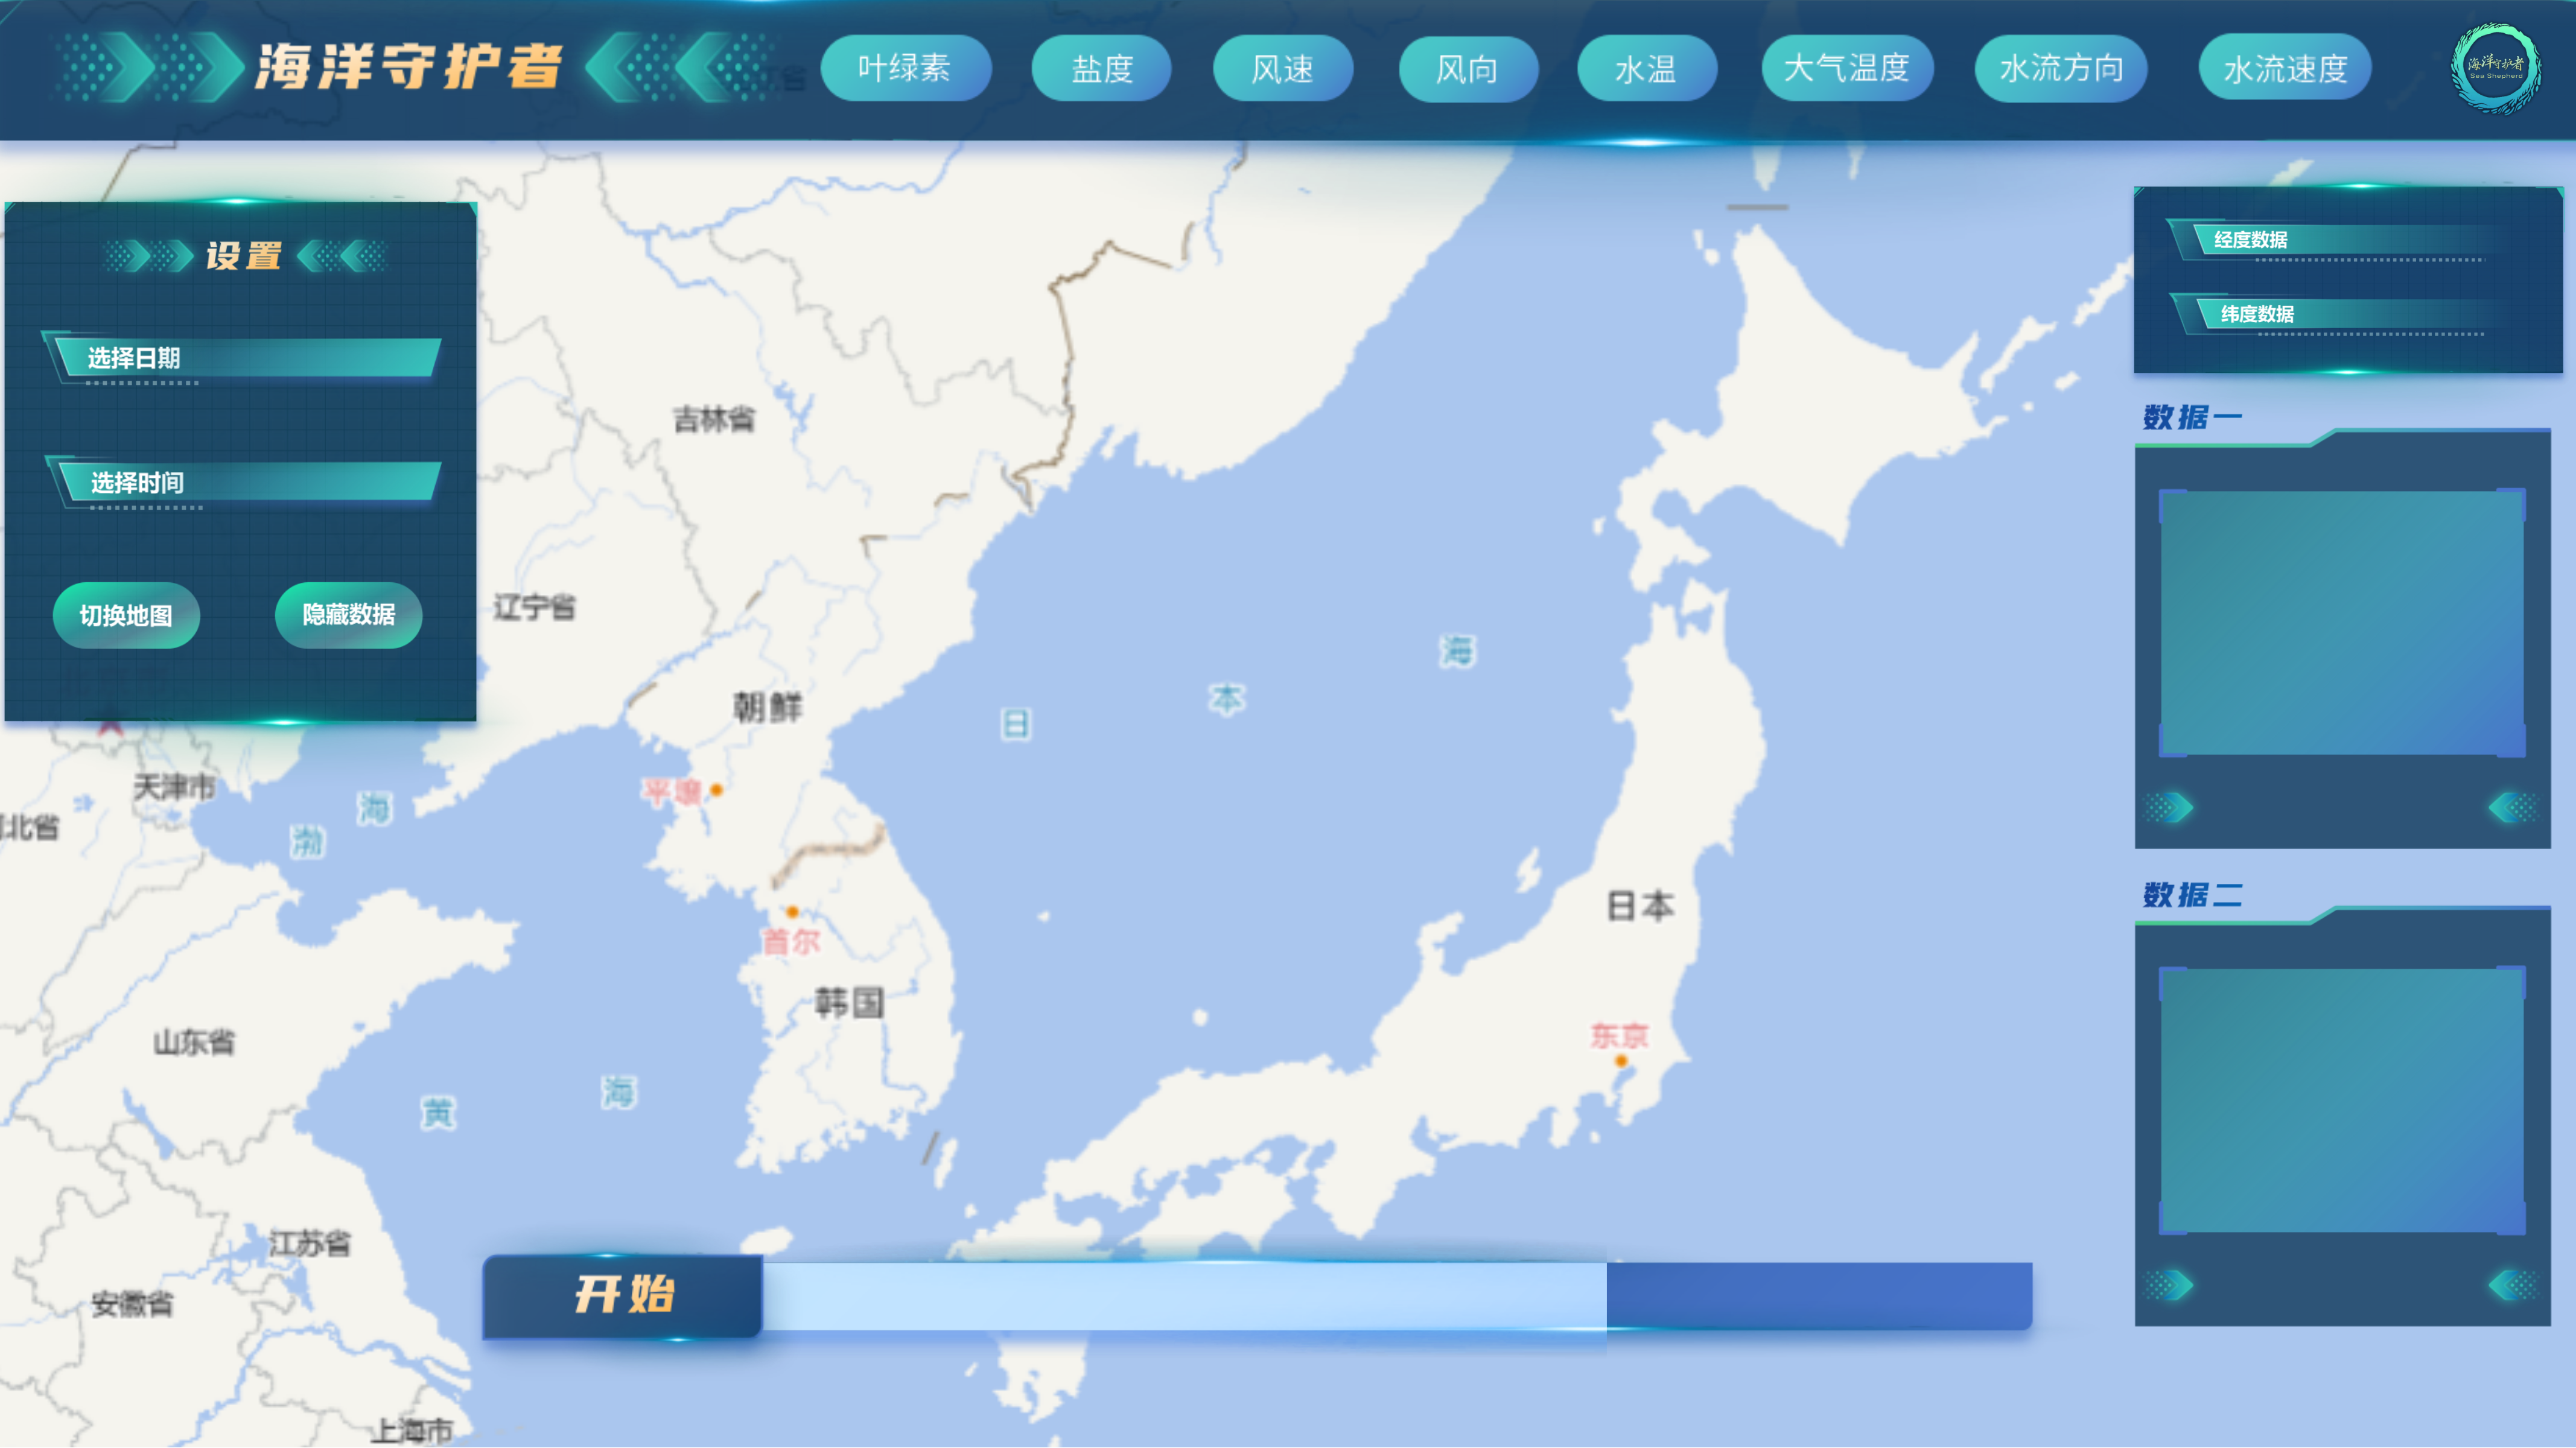 海洋守护者
叶绿素
盐度
风速
风向
水温
大气温度
水流方向
水流速度
海洋守护者
Sea Shepherd
设置
选择日期
选择时间
切换地图
隐藏数据
经度数据
纬度数据
数据一
数据二
吉林省
辽宁省
朝鲜
平壤
首尔
韩国
日本海
日本
东京
天津市
北省
渤海
山东省
黄海
江苏省
安徽省
上海市
开始